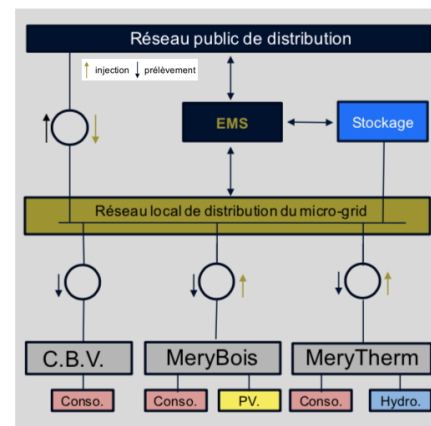 Réseau public de distribution
injection prélèvement
EMS
Stockage
Réseau local de distribution du micro-grid
C.B.V. MeryBois MeryTherm
Conso. Conso. PV. Conso. Hydro.